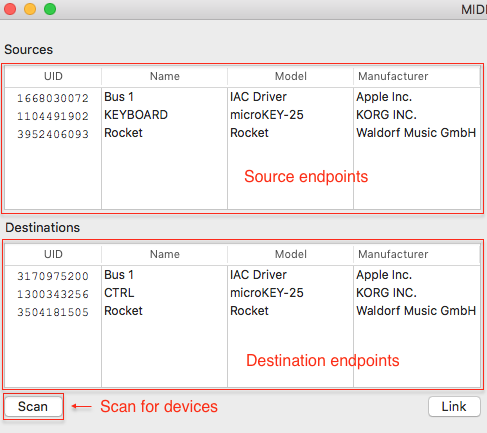 MIDI
Sources
UID Name Model Manufacturer
1668030072 Bus 1 IAC Driver Apple Inc.
1104491902 KEYBOARD microKEY-25 KORG INC.
3952406093 Rocket Rocket Waldorf Music GmbH
Source endpoints
Destinations
UID Name Model Manufacturer
3170975200 Bus 1 IAC Driver Apple Inc.
1300343256 CTRL microKEY-25 KORG INC.
3504181505 Rocket Rocket Waldorf Music GmbH
Destination endpoints
Scan Scan for devices Link